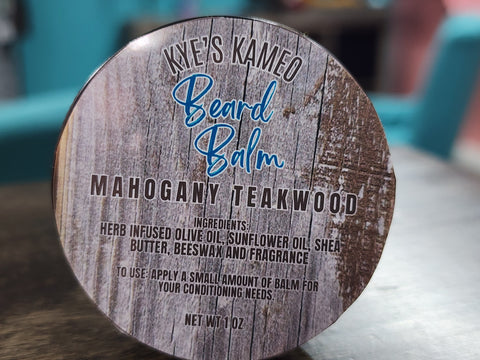 KYE'S KAMEO
Beard
Balm
MAHOGANY TEAKWOOD
INGREDIENTS:
HERB INFUSED OLIVE OIL, SUNFLOWER OIL, SHEA
BUTTER, BEESWAX AND FRAGRANCE
TO USE: APPLY A SMALL AMOUNT OF BALM FOR
YOUR CONDITIONING NEEDS.
NET WT 1 OZ